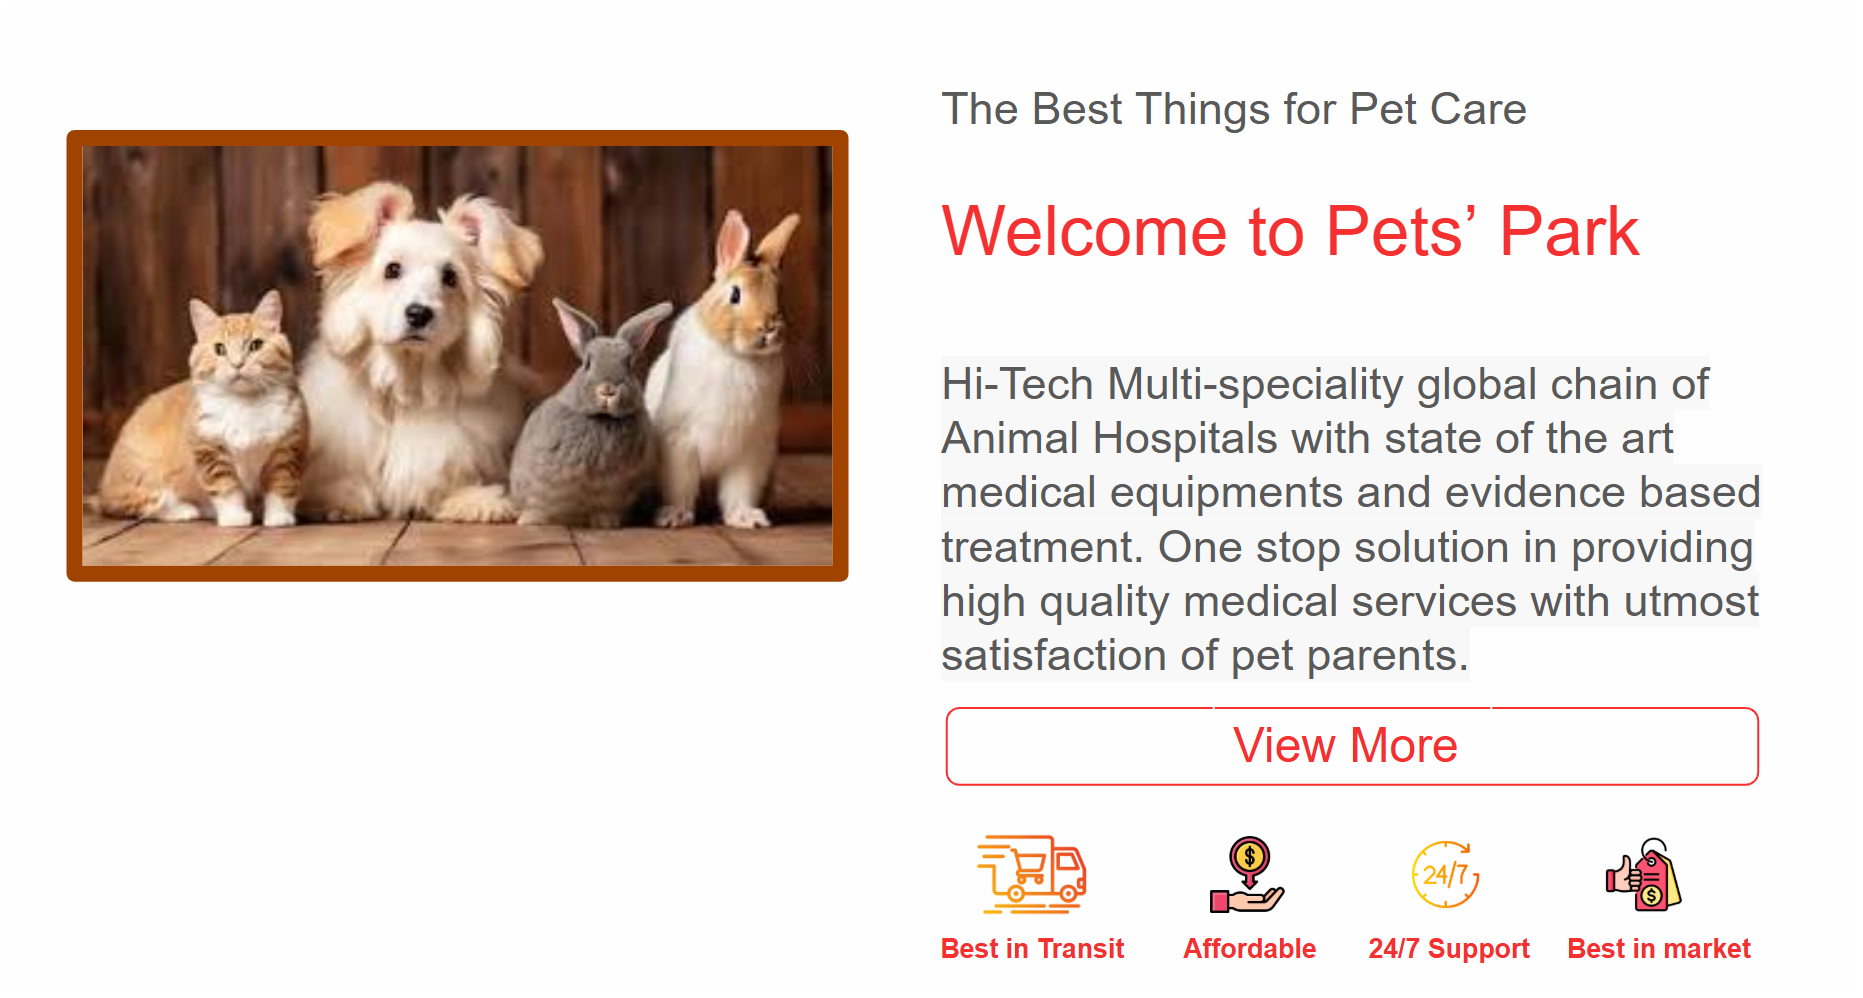 The Best Things for Pet Care
Welcome to Pets’ Park
Hi-Tech Multi-speciality global chain of
Animal Hospitals with state of the art
medical equipments and evidence based
treatment. One stop solution in providing
high quality medical services with utmost
satisfaction of pet parents.
View More
$
24/7
$
Best in Transit
Affordable
24/7 Support
Best in market